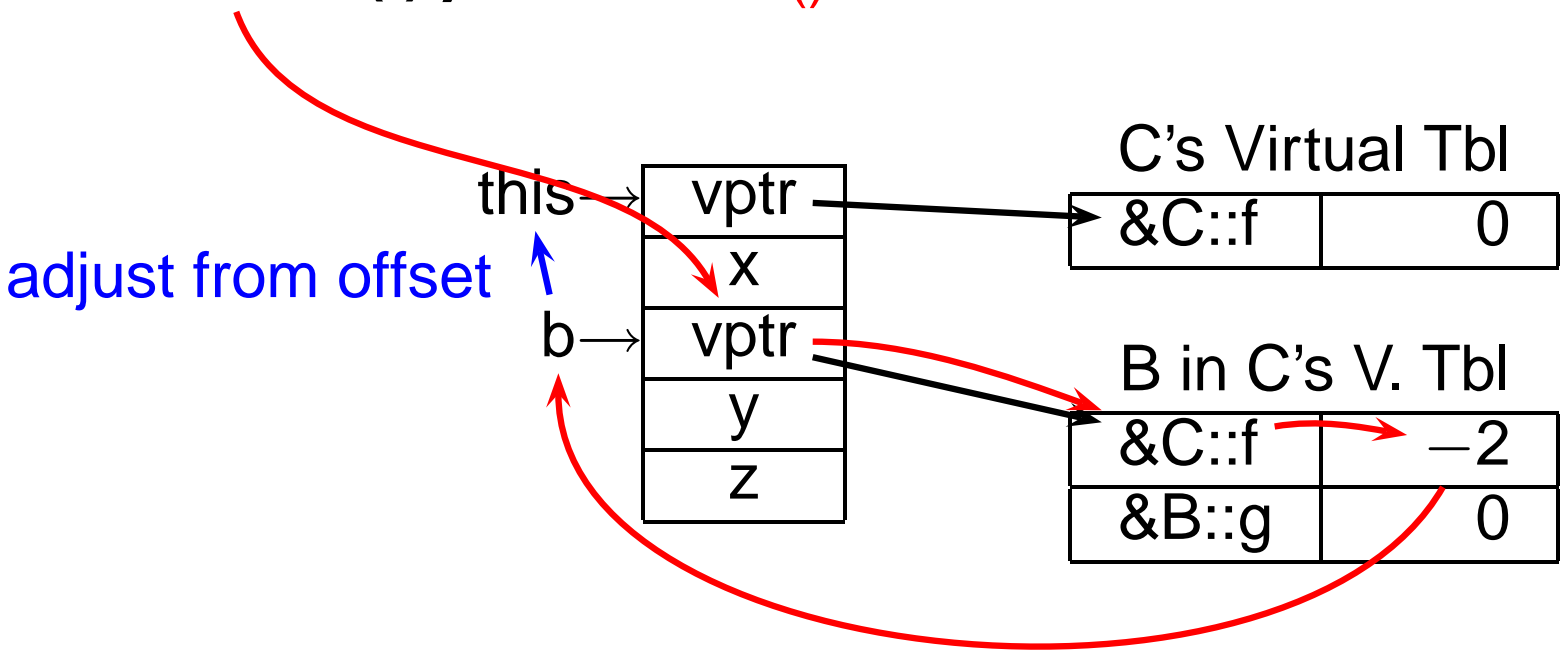 ()
C's Virtual Tbl
this→ vptr &C::f 0
x
adjust from offset
b→ vptr
B in C's V. Tbl
y &C::f −2
z &B::g 0